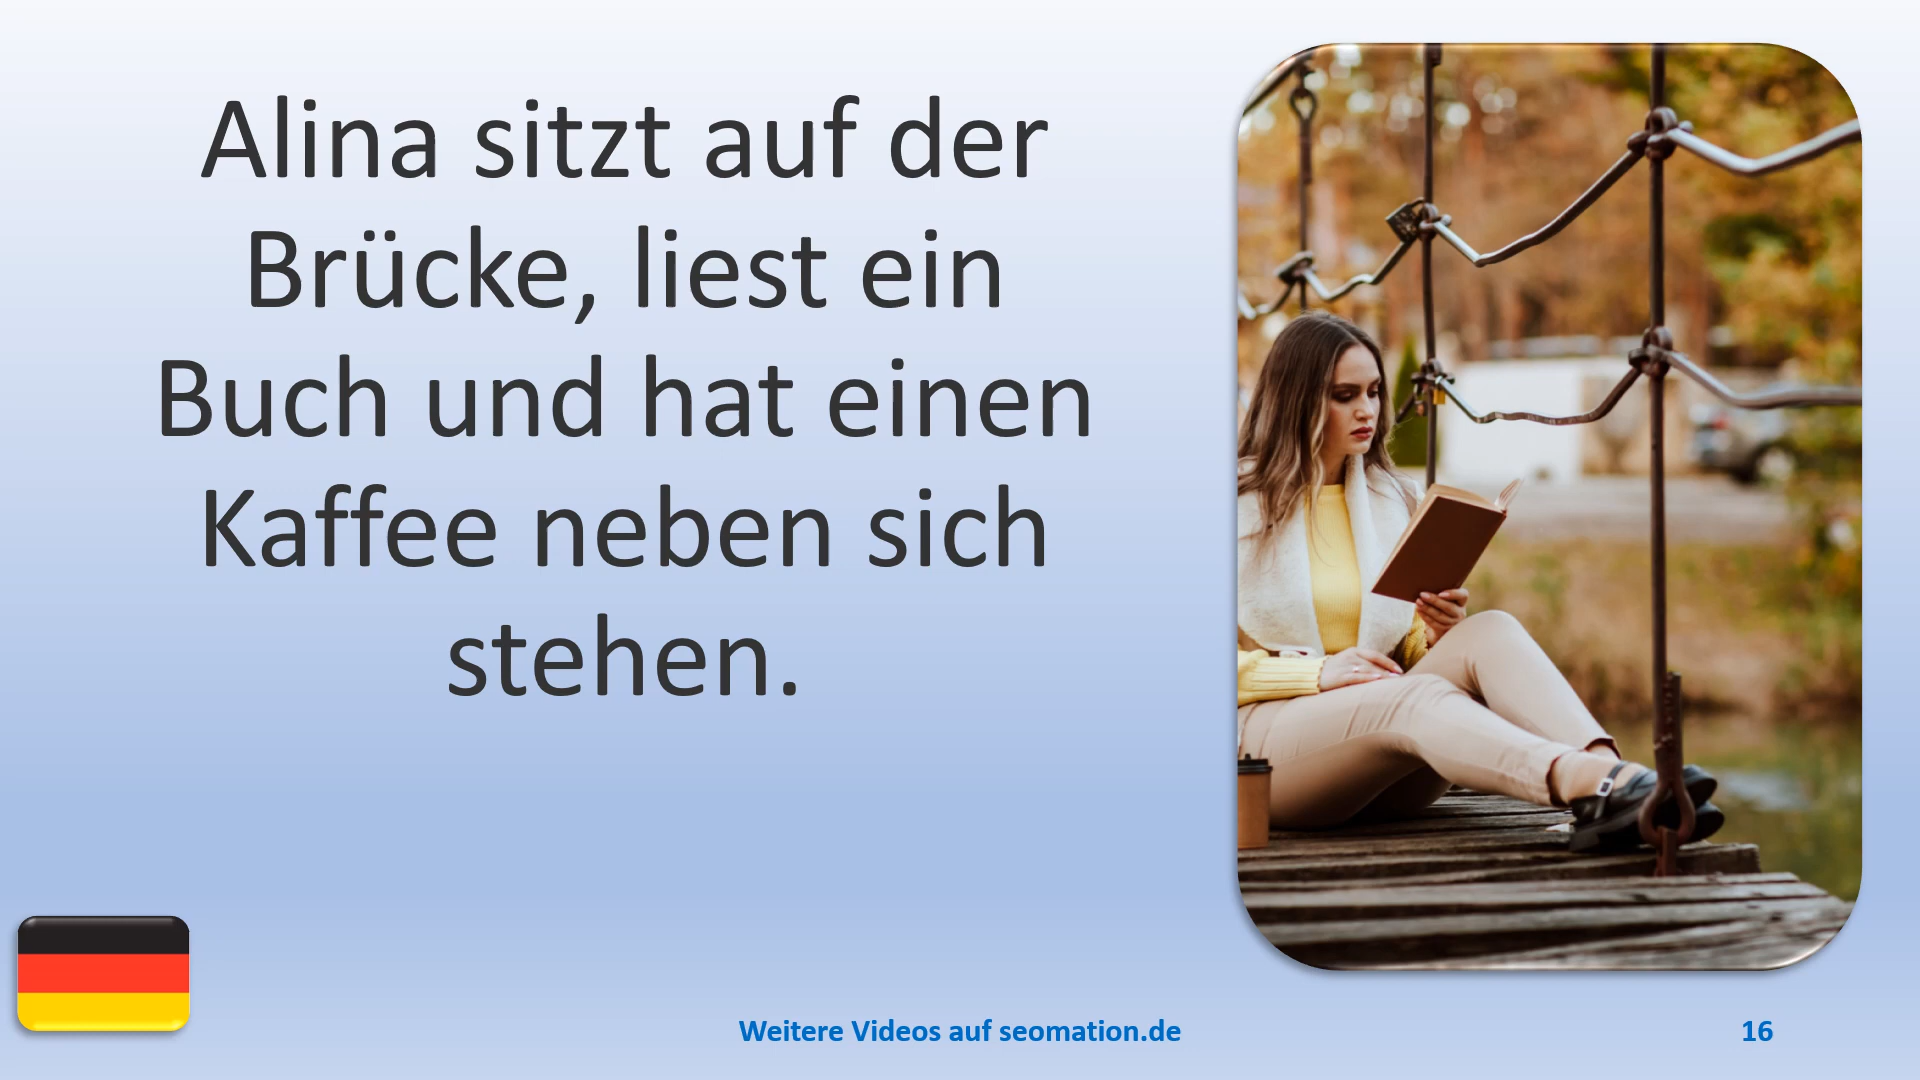 Alina sitzt auf der
Brücke, liest ein
Buch und hat einen
Kaffee neben sich
stehen.
Weitere Videos auf seomation.de
16